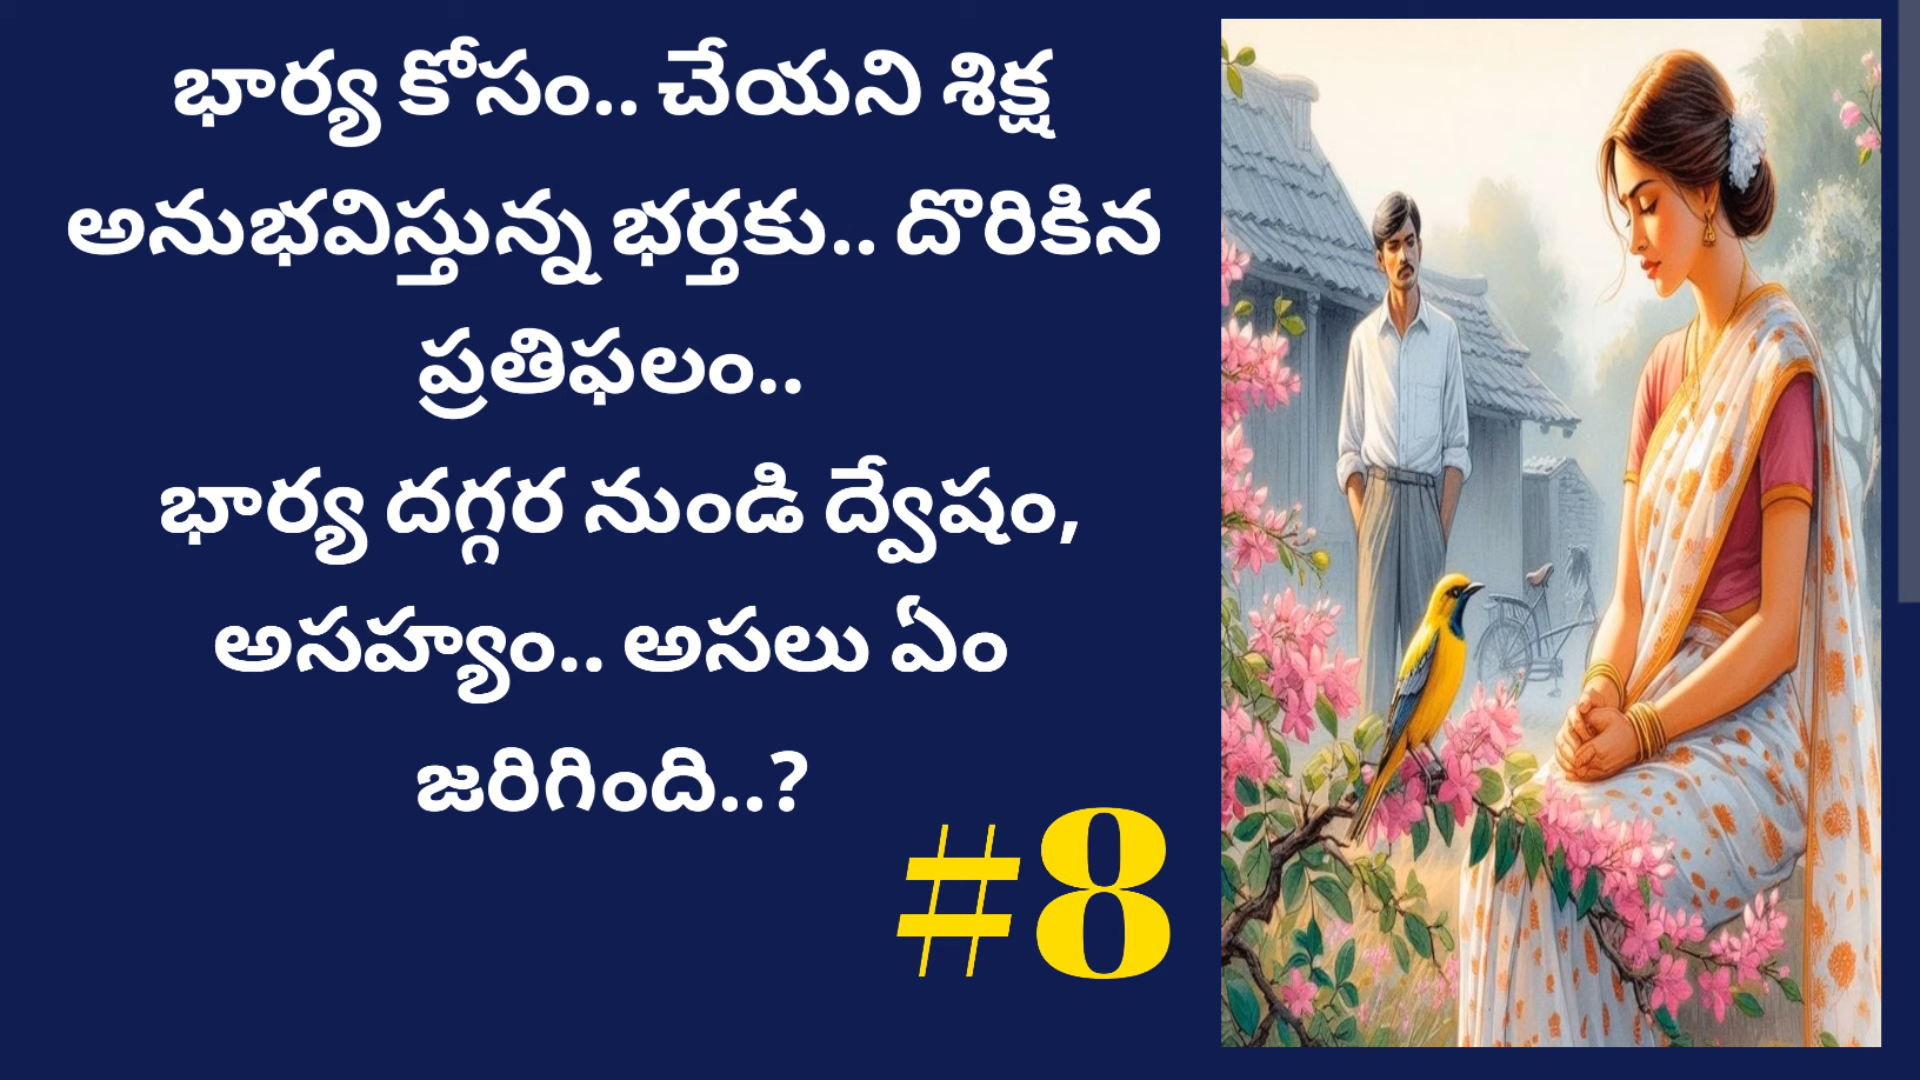 భార్య కోసం.. చేయని శిక్ష
అనుభవిస్తున్న భర్తకు.. దొరికిన
ప్రతిఫలం..
భార్య దగ్గర నుండి ద్వేషం,
అసహ్యం.. అసలు ఏం
జరిగింది..?
#8